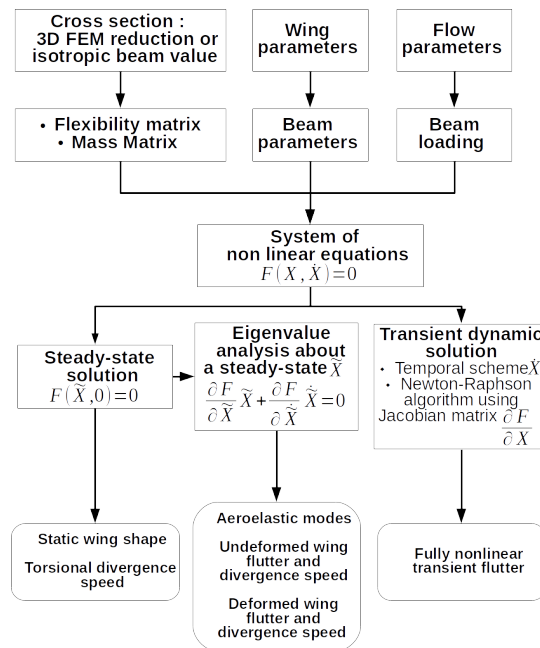 Cross section :
3D FEM reduction or
isotropic beam value
Wing
parameters
Flow
parameters
• Flexibility matrix
• Mass Matrix
Beam
parameters
Beam
loading
System of
non linear equations
F(X,Ẋ)=0
Steady-state
solution
F(X̃,0)=0
Eigenvalue
analysis about
a steady-state X̃
∂F/∂X̃ X̃ + ∂F/∂X̃̇ X̃̇ = 0
Transient dynamic
solution
• Temporal scheme Ẋ
• Newton-Raphson
algorithm using
Jacobian matrix ∂F/∂X
Static wing shape
Torsional divergence
speed
Aeroelastic modes
Undeformed wing
flutter and
divergence speed
Deformed wing
flutter and
divergence speed
Fully nonlinear
transient flutter